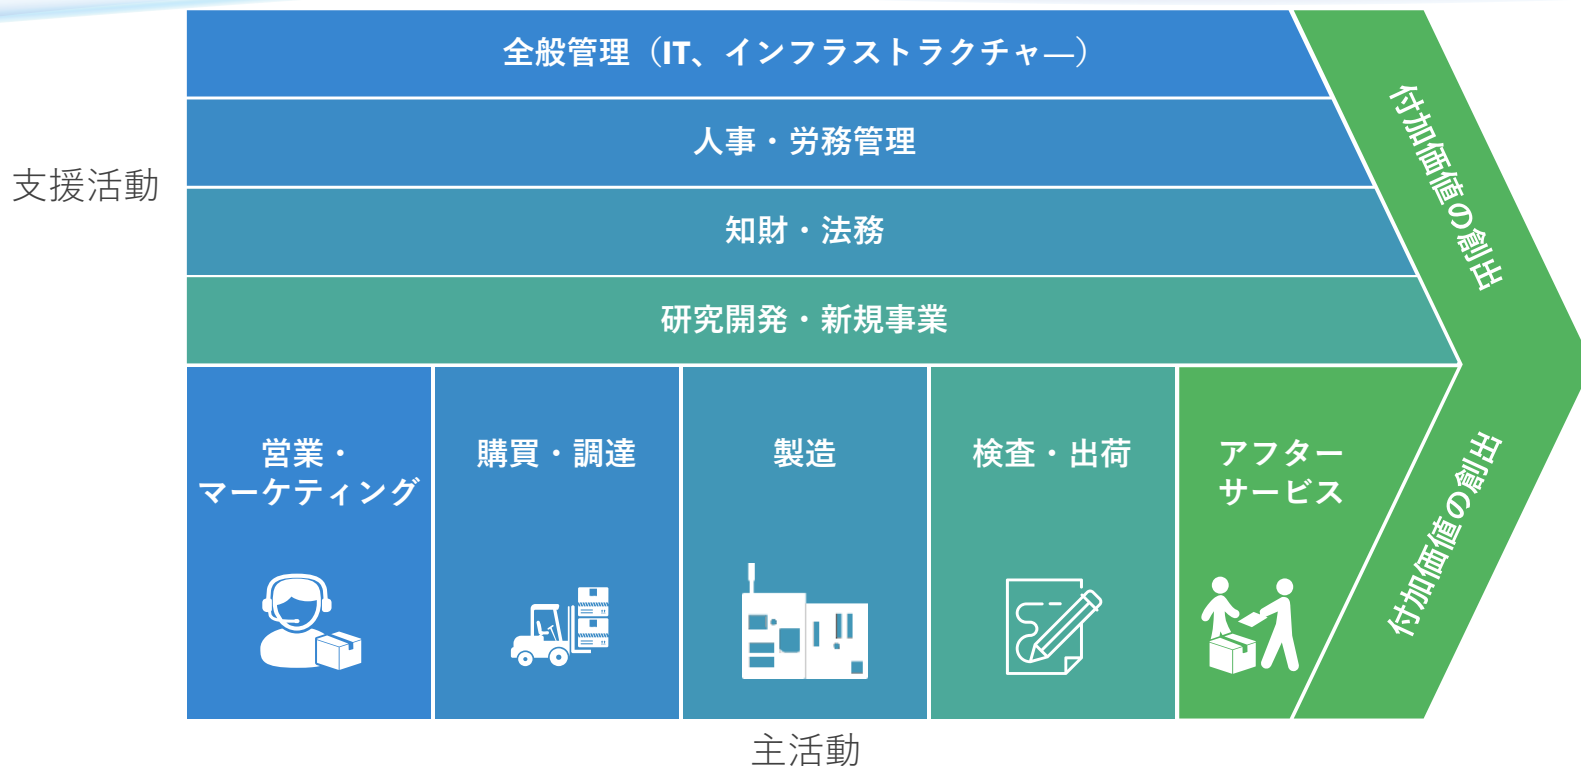 全般管理（IT、インフラストラクチャ―）
人事・労務管理
支援活動
知財・法務
研究開発・新規事業
付加価値の創出
営業・
マーケティング
購買・調達
製造
検査・出荷
アフター
サービス
付加価値の創出
主活動